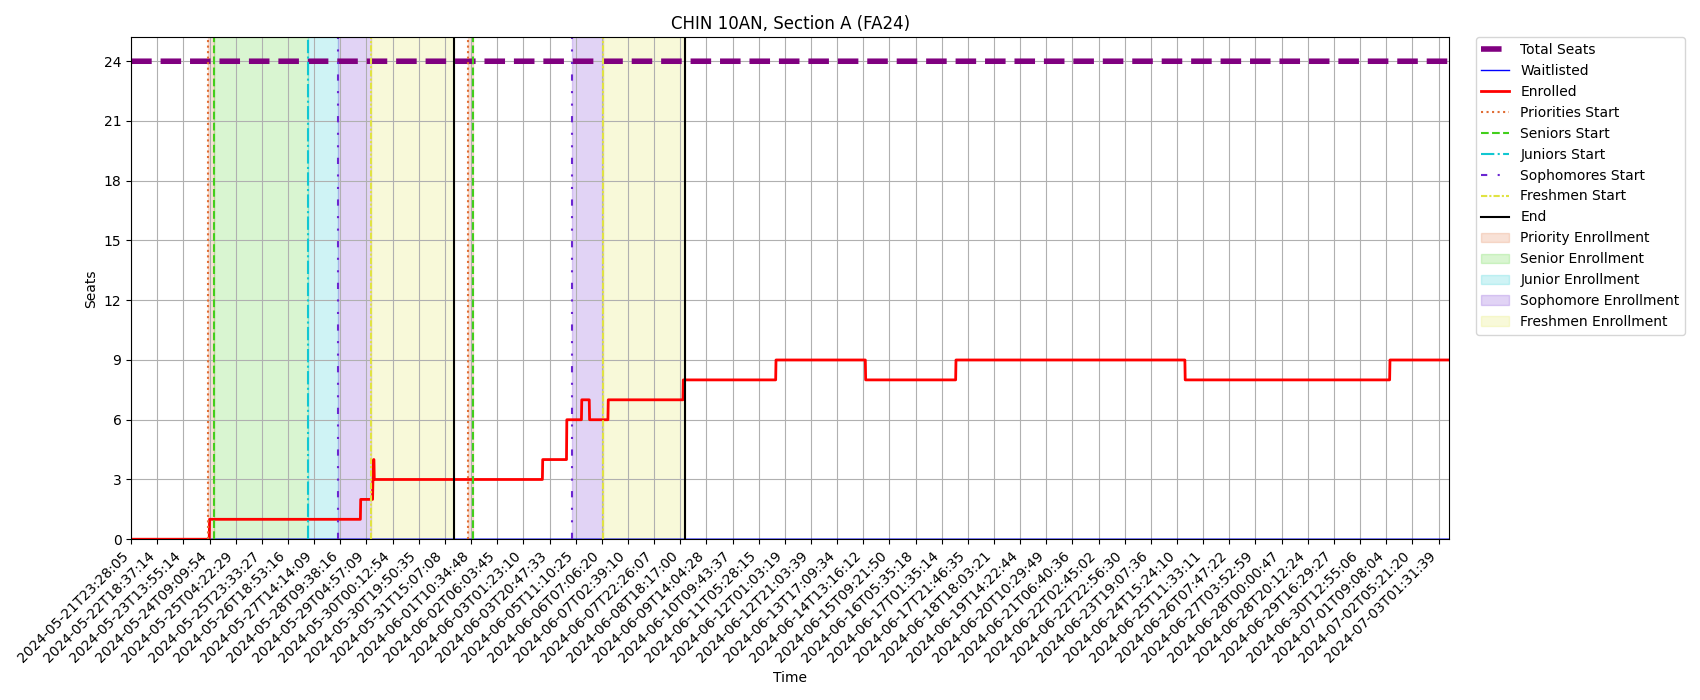 CHIN 10AN, Section A (FA24)
Seats
24
21
18
15
12
9
6
3
0
2024-05-21T23:28:05
2024-05-22T18:37:14
2024-05-23T13:55:14
2024-05-24T09:09:54
2024-05-25T04:22:29
2024-05-25T23:33:27
2024-05-26T18:53:16
2024-05-27T14:14:09
2024-05-28T09:38:16
2024-05-29T04:57:09
2024-05-30T00:12:54
2024-05-30T19:50:35
2024-05-31T15:07:08
2024-06-01T10:34:48
2024-06-02T06:03:45
2024-06-03T01:23:10
2024-06-03T20:47:33
2024-06-05T11:10:25
2024-06-06T07:06:20
2024-06-07T02:39:10
2024-06-07T22:26:07
2024-06-08T18:17:00
2024-06-09T14:04:28
2024-06-10T09:43:37
2024-06-11T05:28:15
2024-06-12T01:03:19
2024-06-12T21:03:39
2024-06-13T17:09:34
2024-06-14T13:16:12
2024-06-15T09:21:50
2024-06-16T05:35:18
2024-06-17T01:35:14
2024-06-17T21:46:35
2024-06-18T18:03:21
2024-06-19T14:22:44
2024-06-20T10:29:49
2024-06-21T06:40:36
2024-06-22T02:45:02
2024-06-22T22:56:30
2024-06-23T19:07:36
2024-06-24T15:24:10
2024-06-25T11:33:11
2024-06-26T07:47:22
2024-06-27T03:52:59
2024-06-28T00:00:47
2024-06-28T20:12:24
2024-06-29T16:29:27
2024-06-30T12:55:06
2024-07-01T09:08:04
2024-07-02T05:21:20
2024-07-03T01:31:39
Time
Total Seats
Waitlisted
Enrolled
Priorities Start
Seniors Start
Juniors Start
Sophomores Start
Freshmen Start
End
Priority Enrollment
Senior Enrollment
Junior Enrollment
Sophomore Enrollment
Freshmen Enrollment